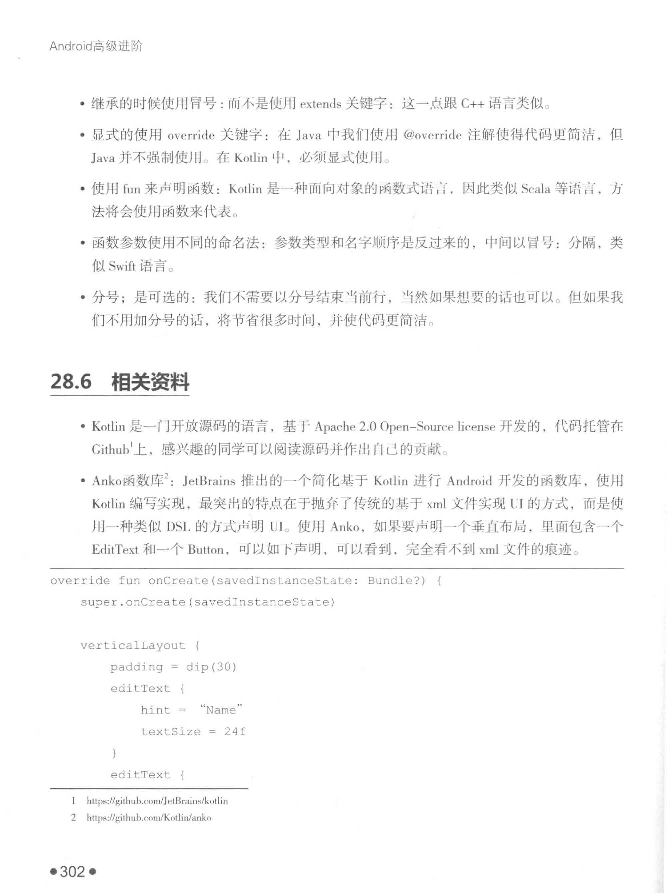 Android高级进阶
• 继承的时候使用冒号：而不是使用 extends 关键字；这一点跟 C++ 语言类似。
• 显式的使用 override 关键字；在 Java 中我们使用 @override 注解使得代码更简洁，但
Java 并不强制使用。在 Kotlin 中，必须显式使用。
• 使用 fun 来声明函数：Kotlin 是一种面向对象的函数式语言，因此类似 Scala 等语言，方
法将会使用函数来代表。
• 函数参数使用不同的命名法：参数类型和名字顺序是反过来的，中间以冒号：分隔，类
似 Swift 语言。
• 分号；是可选的：我们不需要以分号结束当前行，当然如果想要的话也可以。但如果我
们不用加分号的话，将节省很多时间，并使代码更简洁。
28.6 相关资料
• Kotlin 是一门开放源码的语言，基于 Apache 2.0 Open-Source license 开发的，代码托管在
Github¹上，感兴趣的同学可以阅读源码并作出自己的贡献。
• Anko函数库²：JetBrains 推出的一个简化基于 Kotlin 进行 Android 开发的函数库，使用
Kotlin 编写实现，最突出的特点在于抛弃了传统的基于 xml 文件实现 UI 的方式，而是使
用一种类似 DSL 的方式声明 UI。使用 Anko，如果要声明一个垂直布局，里面包含一个
EditText 和一个 Button，可以如下声明，可以看到，完全看不到 xml 文件的痕迹。
override fun onCreate(savedInstanceState: Bundle?) {
super.onCreate(savedInstanceState)
verticalLayout {
padding = dip(30)
editText {
hint = “Name”
textSize = 24f
}
editText {
1 https://github.com/JetBrains/kotlin
2 https://github.com/Kotlin/anko
•302•